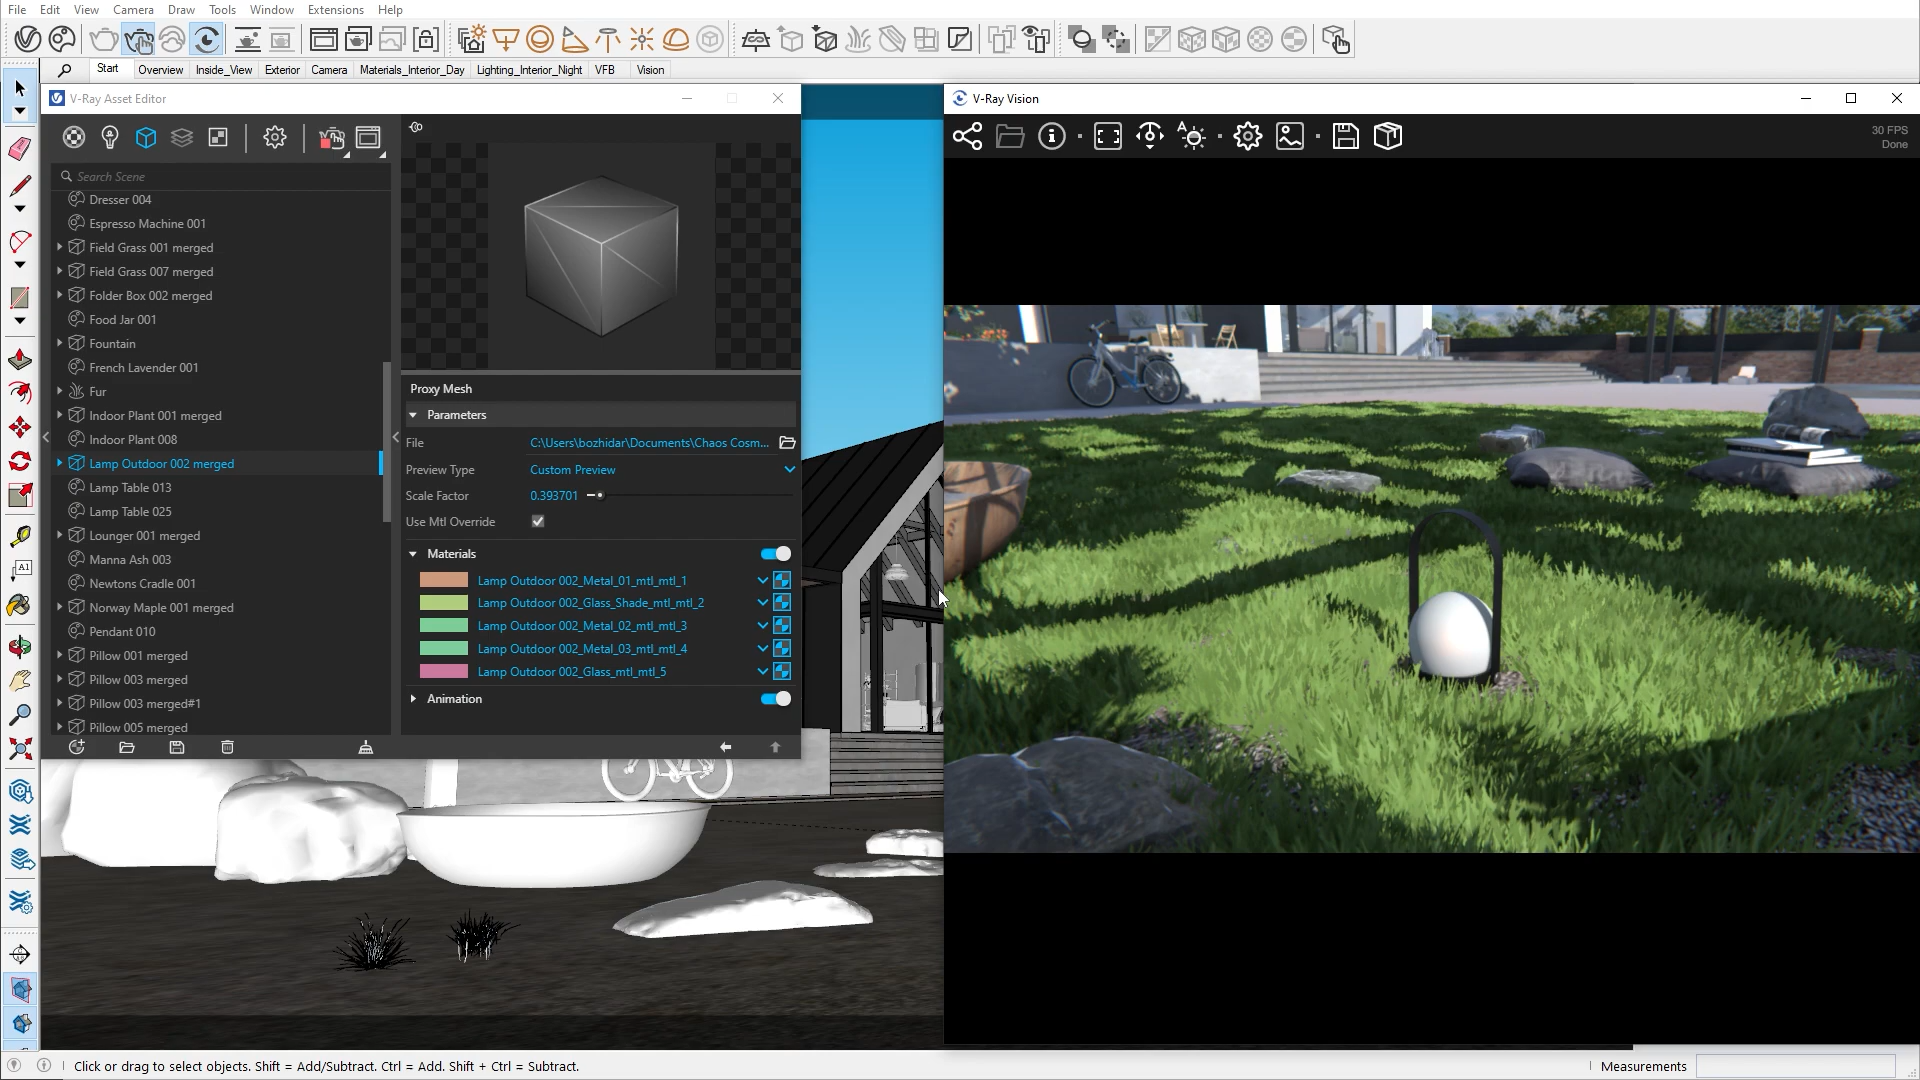 File Edit View Camera Draw Tools Window Extensions Help
Start Overview Inside_View Exterior Camera Materials_Interior_Day Lighting_Interior_Night VFB Vision
V-Ray Asset Editor
Search Scene
Dresser 004
Espresso Machine 001
Field Grass 001 merged
Field Grass 007 merged
Folder Box 002 merged
Food Jar 001
Fountain
French Lavender 001
Fur
Indoor Plant 001 merged
Indoor Plant 008
Lamp Outdoor 002 merged
Lamp Table 013
Lamp Table 025
Lounger 001 merged
Manna Ash 003
Newtons Cradle 001
Norway Maple 001 merged
Pendant 010
Pillow 001 merged
Pillow 003 merged
Pillow 003 merged#1
Pillow 005 merged
Proxy Mesh
Parameters
File C:\Users\bozhidar\Documents\Chaos Cosm...
Preview Type Custom Preview
Scale Factor 0.393701
Use Mtl Override
Materials
Lamp Outdoor 002_Metal_01_mtl_mtl_1
Lamp Outdoor 002_Glass_Shade_mtl_mtl_2
Lamp Outdoor 002_Metal_02_mtl_mtl_3
Lamp Outdoor 002_Metal_03_mtl_mtl_4
Lamp Outdoor 002_Glass_mtl_mtl_5
Animation
V-Ray Vision
30 FPS
Done
A1
Click or drag to select objects. Shift = Add/Subtract. Ctrl = Add. Shift + Ctrl = Subtract.
Measurements